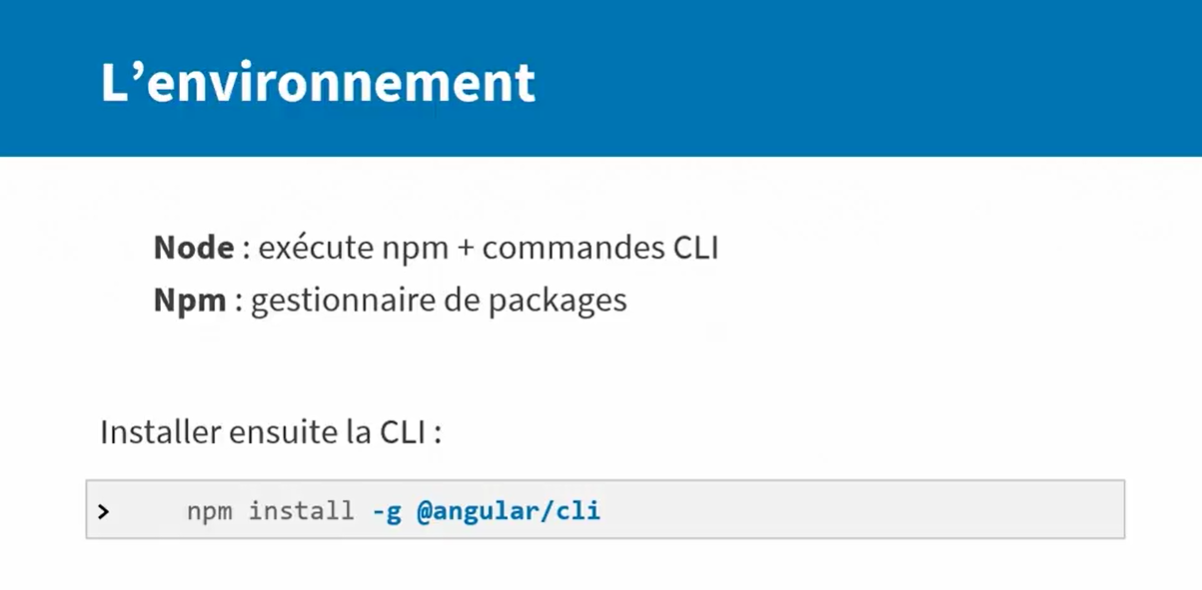 L’environnement
Node : exécute npm + commandes CLI
Npm : gestionnaire de packages
Installer ensuite la CLI :
> npm install -g @angular/cli